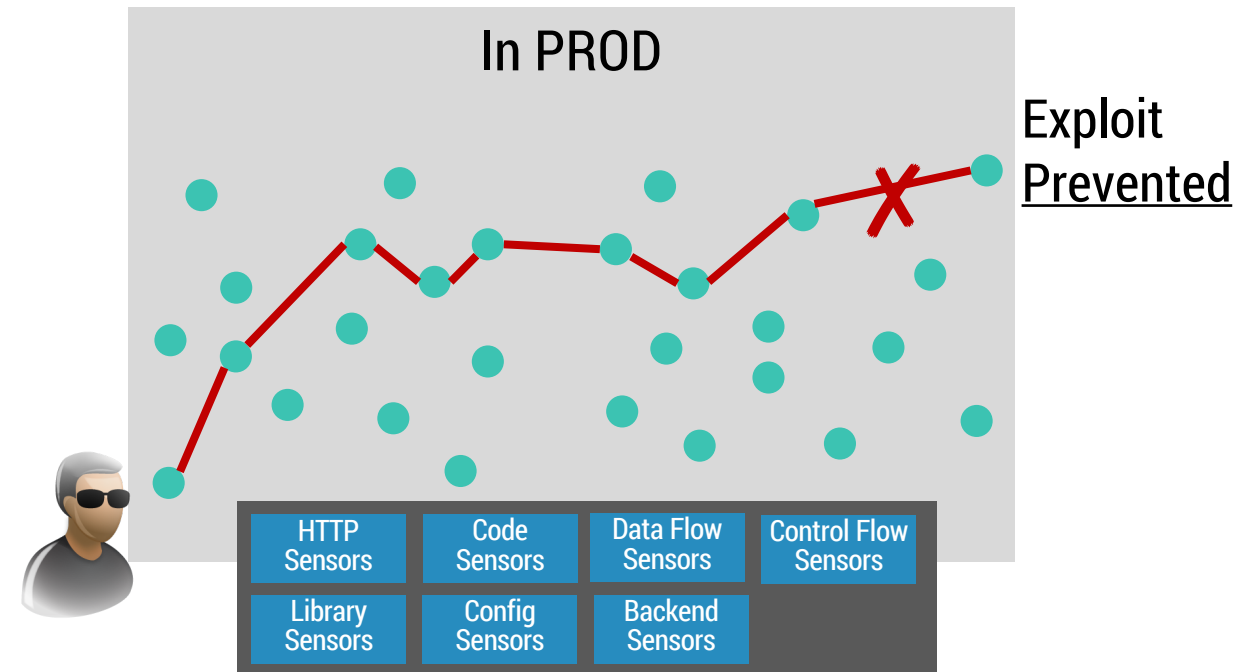 In PROD
Exploit
Prevented
HTTP
Sensors
Code
Sensors
Data Flow
Sensors
Control Flow
Sensors
Library
Sensors
Config
Sensors
Backend
Sensors